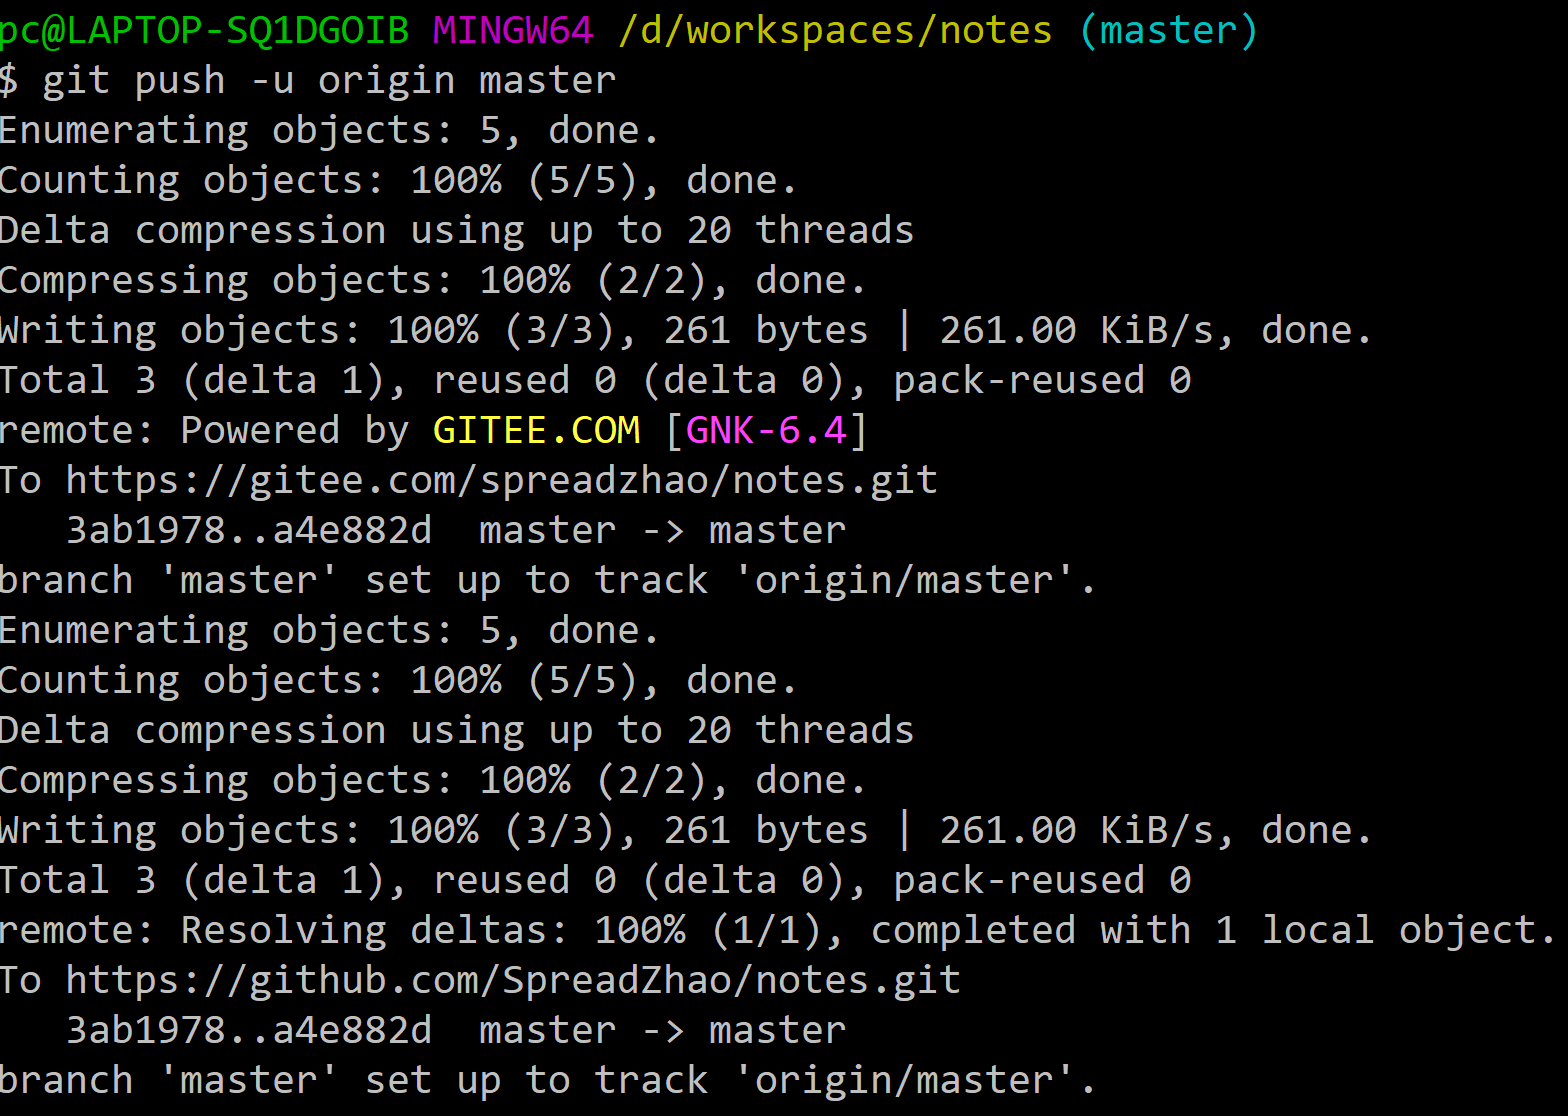 pc@LAPTOP-SQ1DGOIB MINGW64 /d/workspaces/notes (master)
$ git push -u origin master
Enumerating objects: 5, done.
Counting objects: 100% (5/5), done.
Delta compression using up to 20 threads
Compressing objects: 100% (2/2), done.
Writing objects: 100% (3/3), 261 bytes | 261.00 KiB/s, done.
Total 3 (delta 1), reused 0 (delta 0), pack-reused 0
remote: Powered by GITEE.COM [GNK-6.4]
To https://gitee.com/spreadzhao/notes.git
   3ab1978..a4e882d  master -> master
branch 'master' set up to track 'origin/master'.
Enumerating objects: 5, done.
Counting objects: 100% (5/5), done.
Delta compression using up to 20 threads
Compressing objects: 100% (2/2), done.
Writing objects: 100% (3/3), 261 bytes | 261.00 KiB/s, done.
Total 3 (delta 1), reused 0 (delta 0), pack-reused 0
remote: Resolving deltas: 100% (1/1), completed with 1 local object.
To https://github.com/SpreadZhao/notes.git
   3ab1978..a4e882d  master -> master
branch 'master' set up to track 'origin/master'.